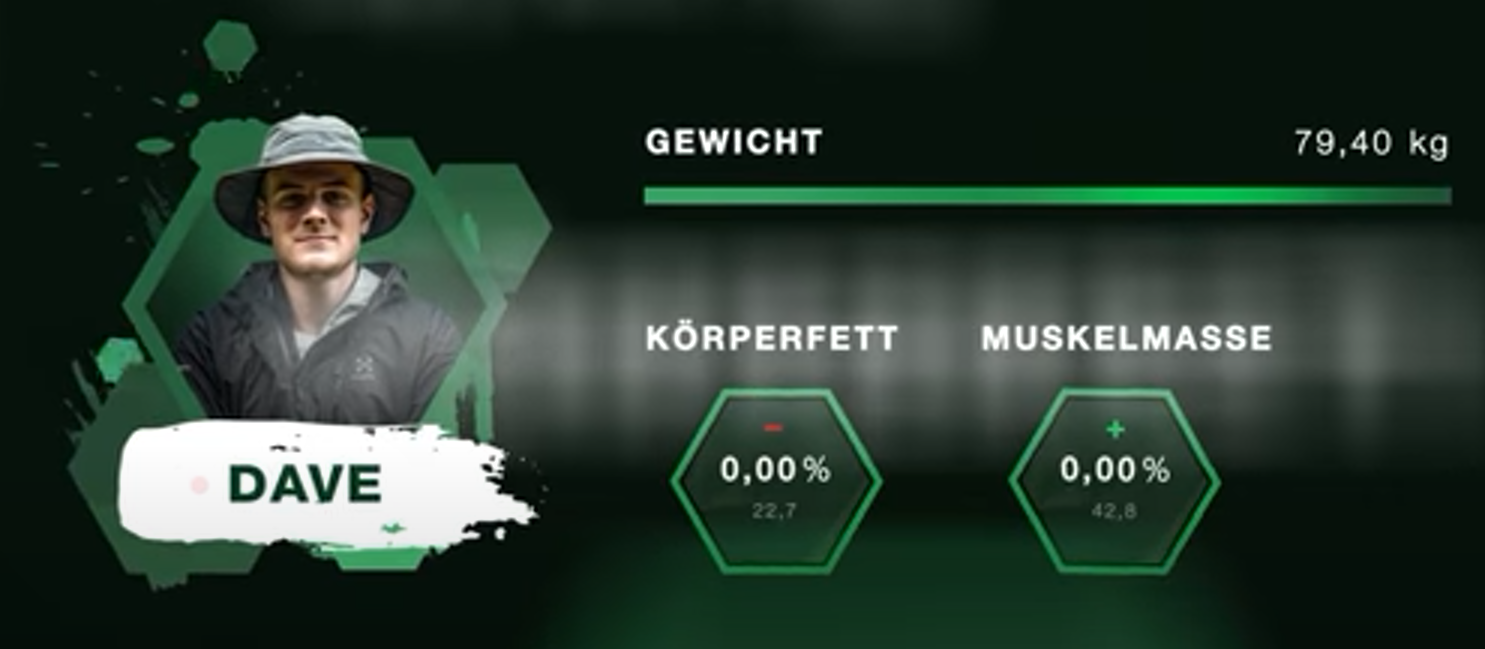 GEWICHT 79,40 kg
KÖRPERFETT MUSKELMASSE
- +
0,00% 0,00%
22,7 42,8
DAVE